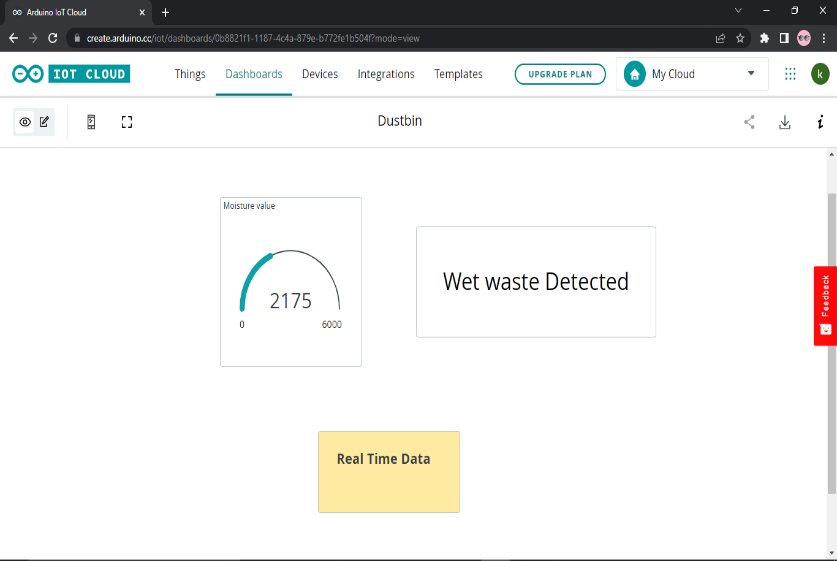 Arduino IoT Cloud
create.arduino.cc/iot/dashboards/0b8821f1-1187-4c4a-879e-b772fe1b504f?mode=view
IOT CLOUD Things Dashboards Devices Integrations Templates UPGRADE PLAN My Cloud k
Dustbin
Moisture value
2175
0 6000
Wet waste Detected
Feedback
Real Time Data